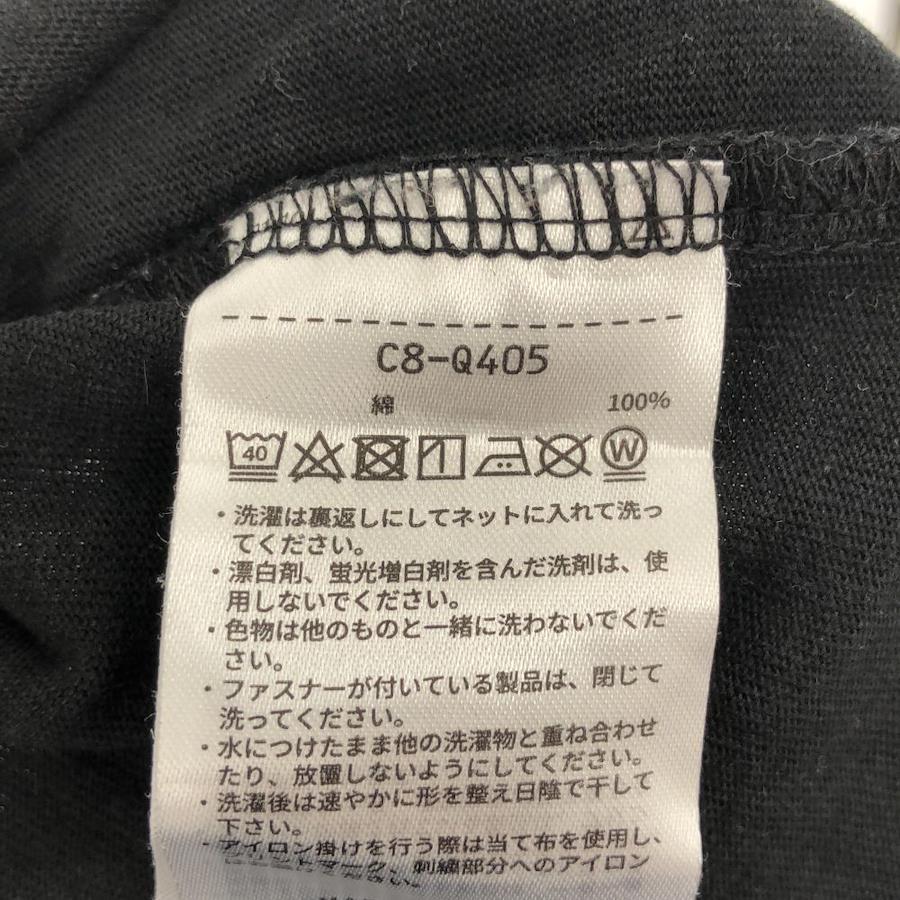 C8-Q405
綿 100%
40 W
・洗濯は裏返しにしてネットに入れて洗っ
てください。
・漂白剤、蛍光増白剤を含んだ洗剤は、使
用しないでください。
・色物は他のものと一緒に洗わないでくだ
さい。
・ファスナーが付いている製品は、閉じて
洗ってください。
・水につけたまま他の洗濯物と重ね合わせ
たり、放置しないようにしてください。
・洗濯後は速やかに形を整え日陰で干して
下さい。
・アイロン掛けを行う際は当て布を使用し、
刺繍部分へのアイロン